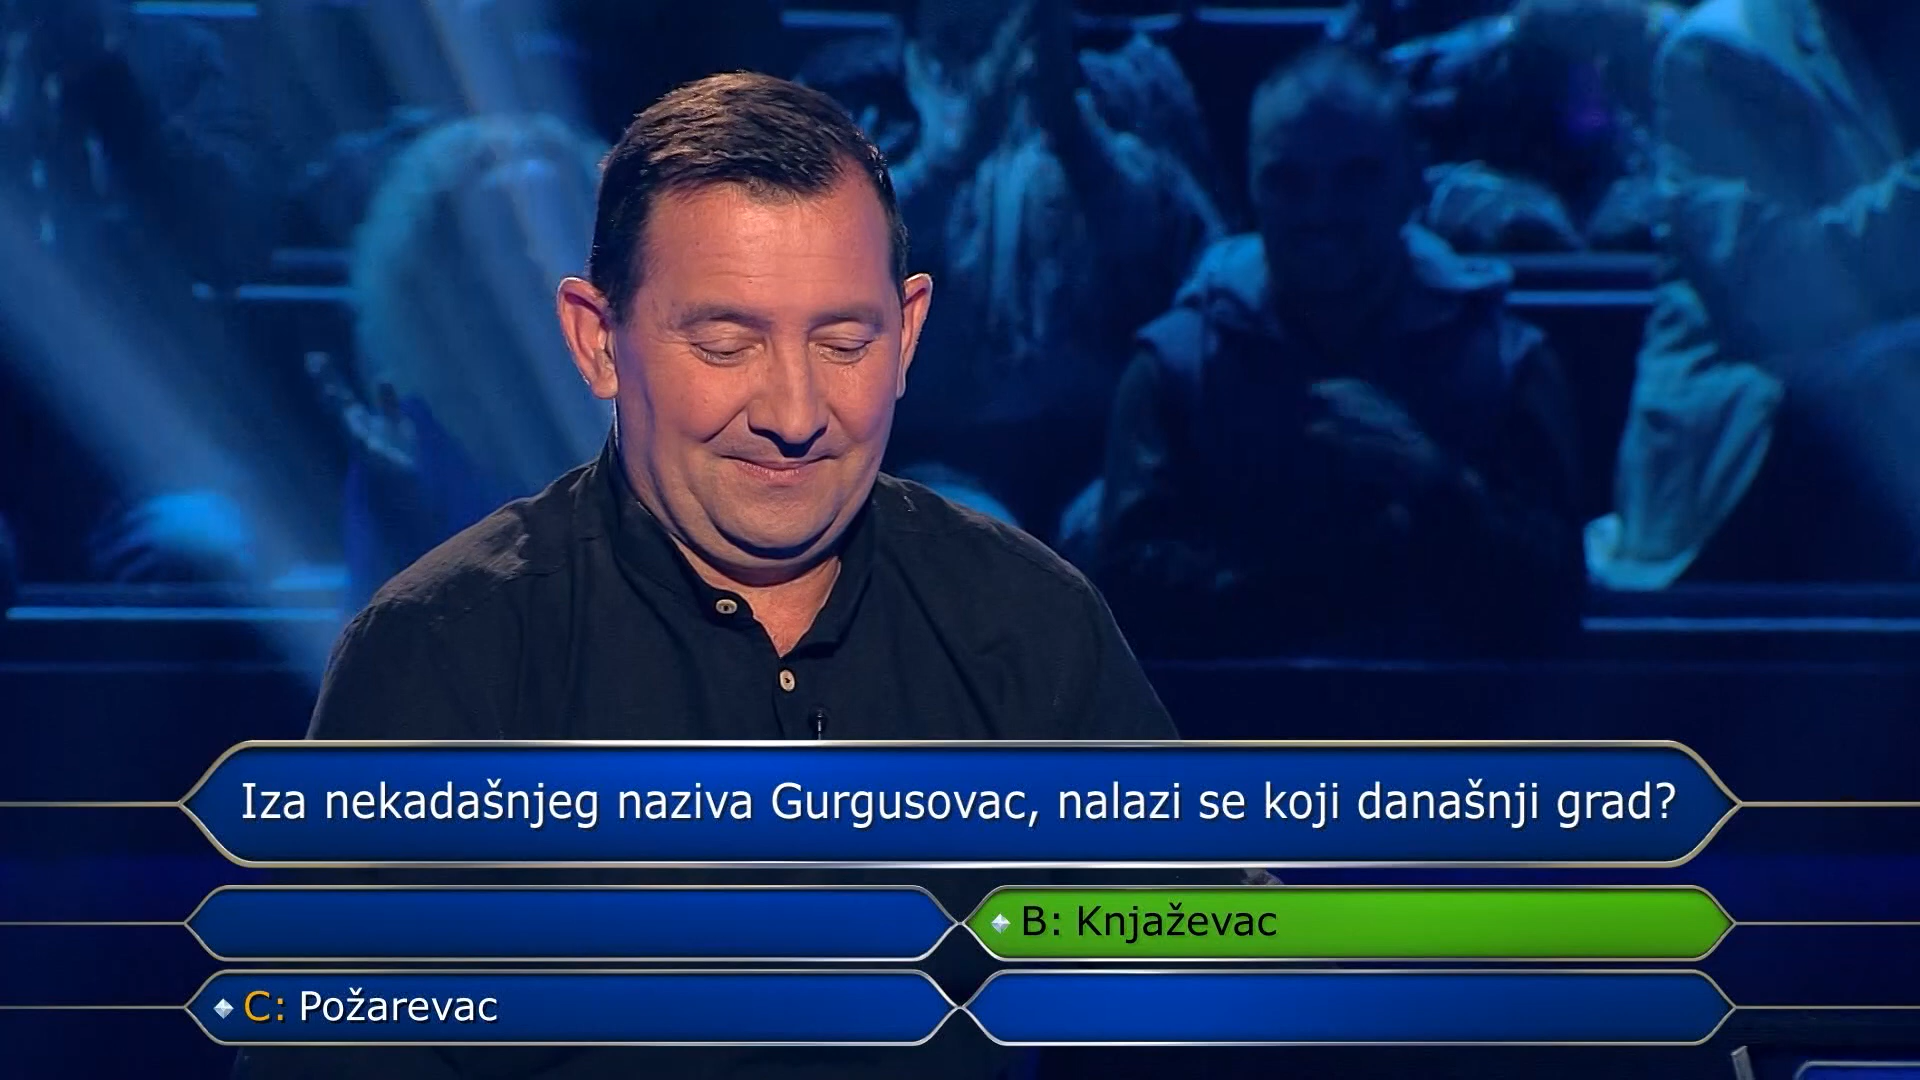 Iza nekadašnjeg naziva Gurgusovac, nalazi se koji današnji grad?
B: Knjaževac
C: Požarevac